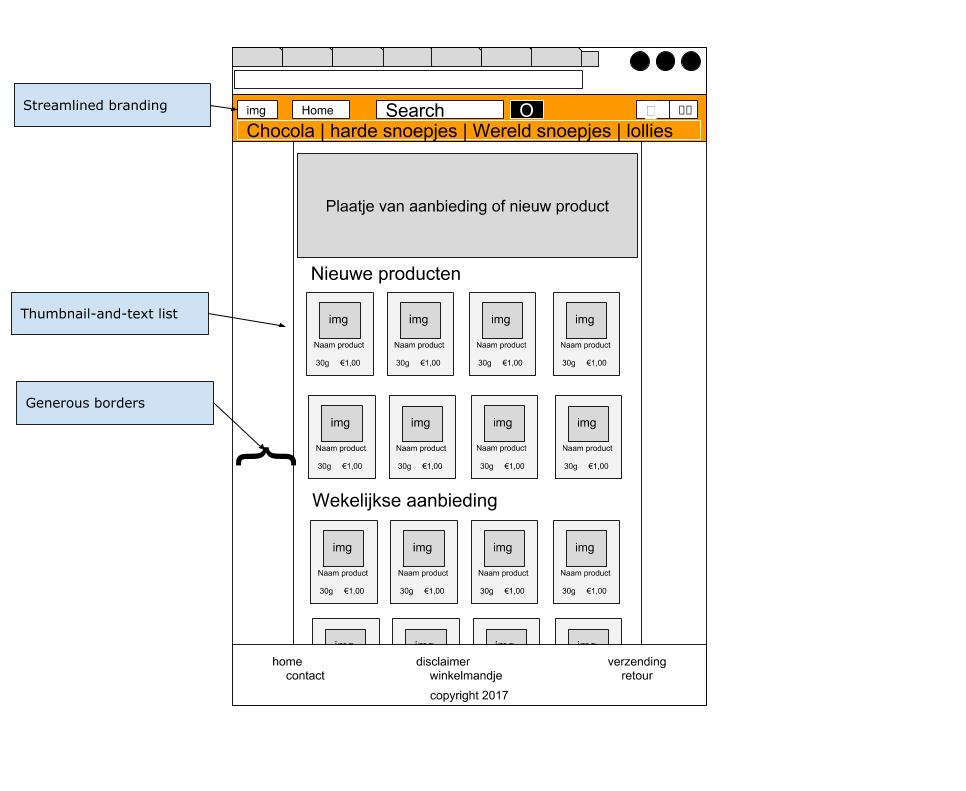 Streamlined branding
img Home Search O
Chocola | harde snoepjes | Wereld snoepjes | lollies
Plaatje van aanbieding of nieuw product
Nieuwe producten
Thumbnail-and-text list
img img img img
Naam product Naam product Naam product Naam product
30g €1,00 30g €1,00 30g €1,00 30g €1,00
Generous borders
img img img img
Naam product Naam product Naam product Naam product
30g €1,00 30g €1,00 30g €1,00 30g €1,00
Wekelijkse aanbieding
img img img img
Naam product Naam product Naam product Naam product
30g €1,00 30g €1,00 30g €1,00 30g €1,00
img img img img
home disclaimer verzending
contact winkelmandje retour
copyright 2017